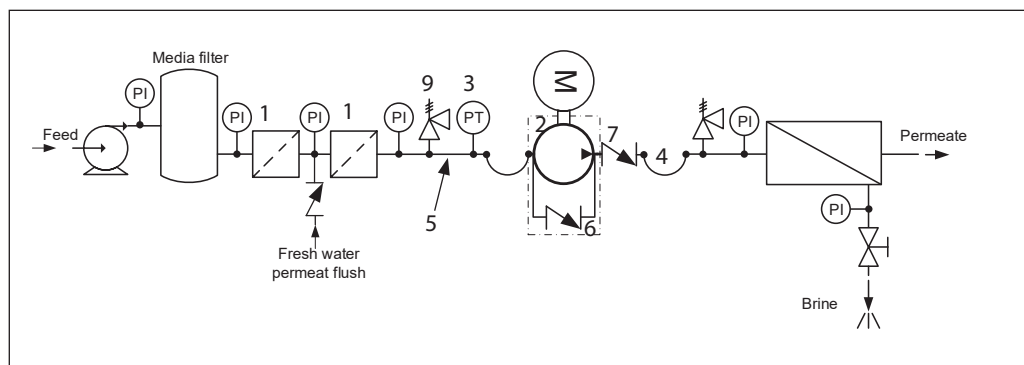 Media filter
PI
Feed
PI
1
PI
1
PI
9
3
PT
5
Fresh water
permeat flush
M
2
6
7
4
PI
Permeate
PI
Brine